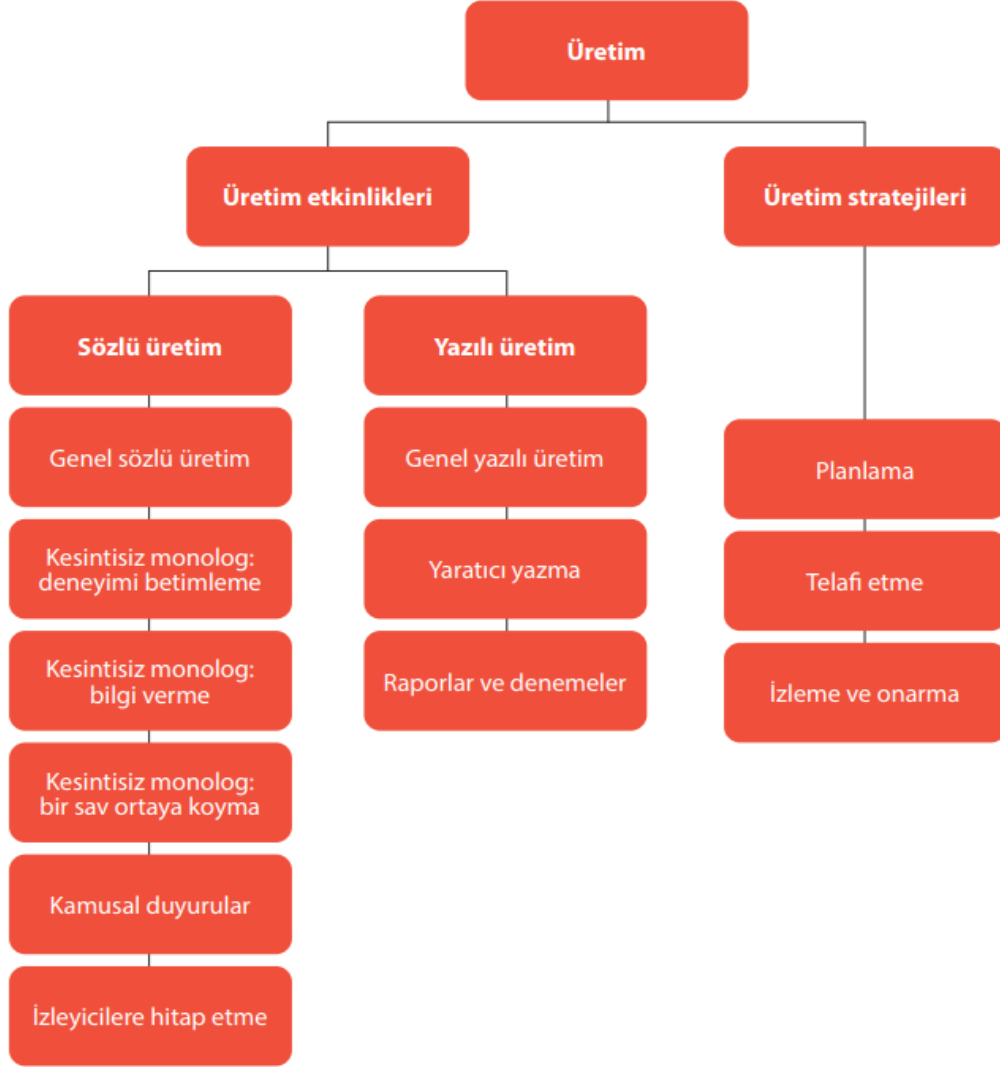 Üretim
Üretim etkinlikleri
Üretim stratejileri
Sözlü üretim
Genel sözlü üretim
Kesintisiz monolog:
deneyimi betimleme
Kesintisiz monolog:
bilgi verme
Kesintisiz monolog:
bir sav ortaya koyma
Kamusal duyurular
İzleyicilere hitap etme
Yazılı üretim
Genel yazılı üretim
Yaratıcı yazma
Raporlar ve denemeler
Planlama
Telafi etme
İzleme ve onarma